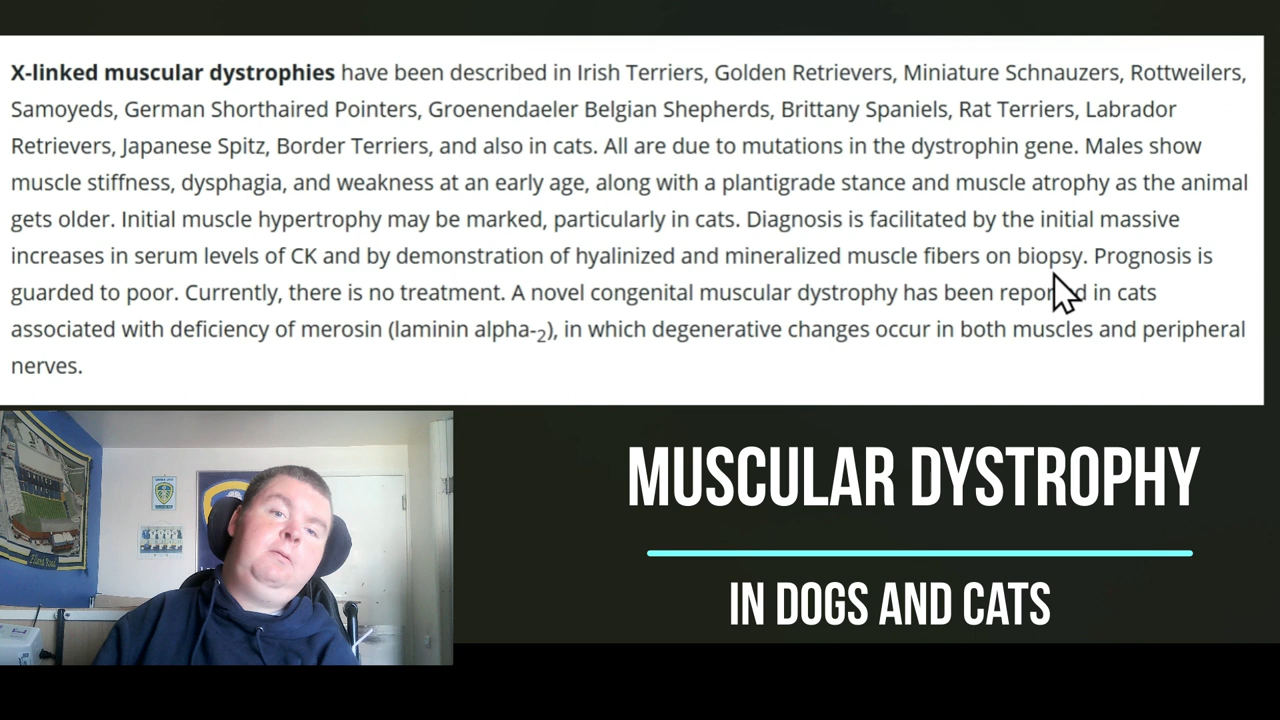 X-linked muscular dystrophies have been described in Irish Terriers, Golden Retrievers, Miniature Schnauzers, Rottweilers,
Samoyeds, German Shorthaired Pointers, Groenendaeler Belgian Shepherds, Brittany Spaniels, Rat Terriers, Labrador
Retrievers, Japanese Spitz, Border Terriers, and also in cats. All are due to mutations in the dystrophin gene. Males show
muscle stiffness, dysphagia, and weakness at an early age, along with a plantigrade stance and muscle atrophy as the animal
gets older. Initial muscle hypertrophy may be marked, particularly in cats. Diagnosis is facilitated by the initial massive
increases in serum levels of CK and by demonstration of hyalinized and mineralized muscle fibers on biopsy. Prognosis is
guarded to poor. Currently, there is no treatment. A novel congenital muscular dystrophy has been reported in cats
associated with deficiency of merosin (laminin alpha-2), in which degenerative changes occur in both muscles and peripheral
nerves.
MUSCULAR DYSTROPHY
IN DOGS AND CATS